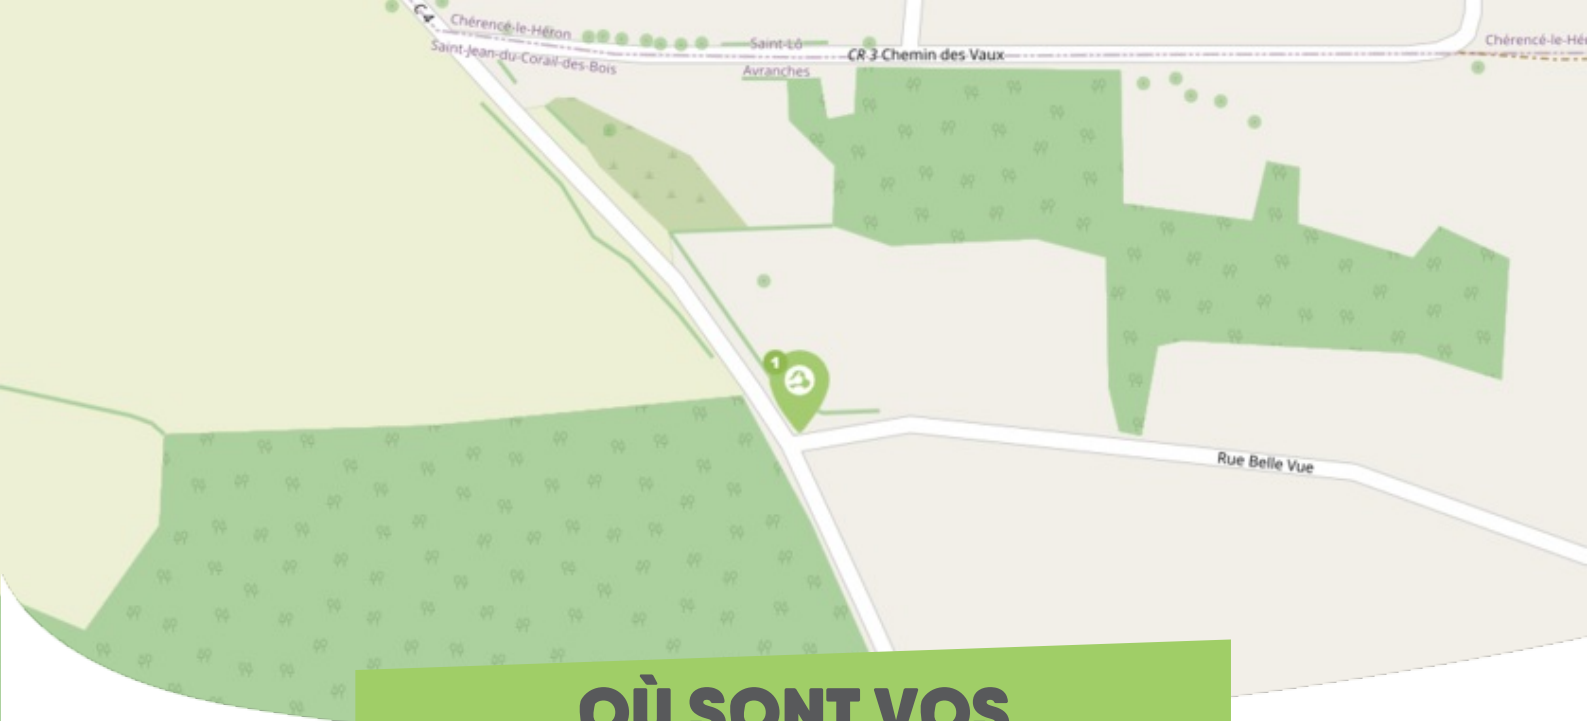 C 4
Chérencé-le-Héron
Saint-Jean-du-Corail-des-Bois
Saint-Lô
Avranches
CR 3 Chemin des Vaux
Chérencé-le-Hé
1
Rue Belle Vue
OÙ SONT VOS